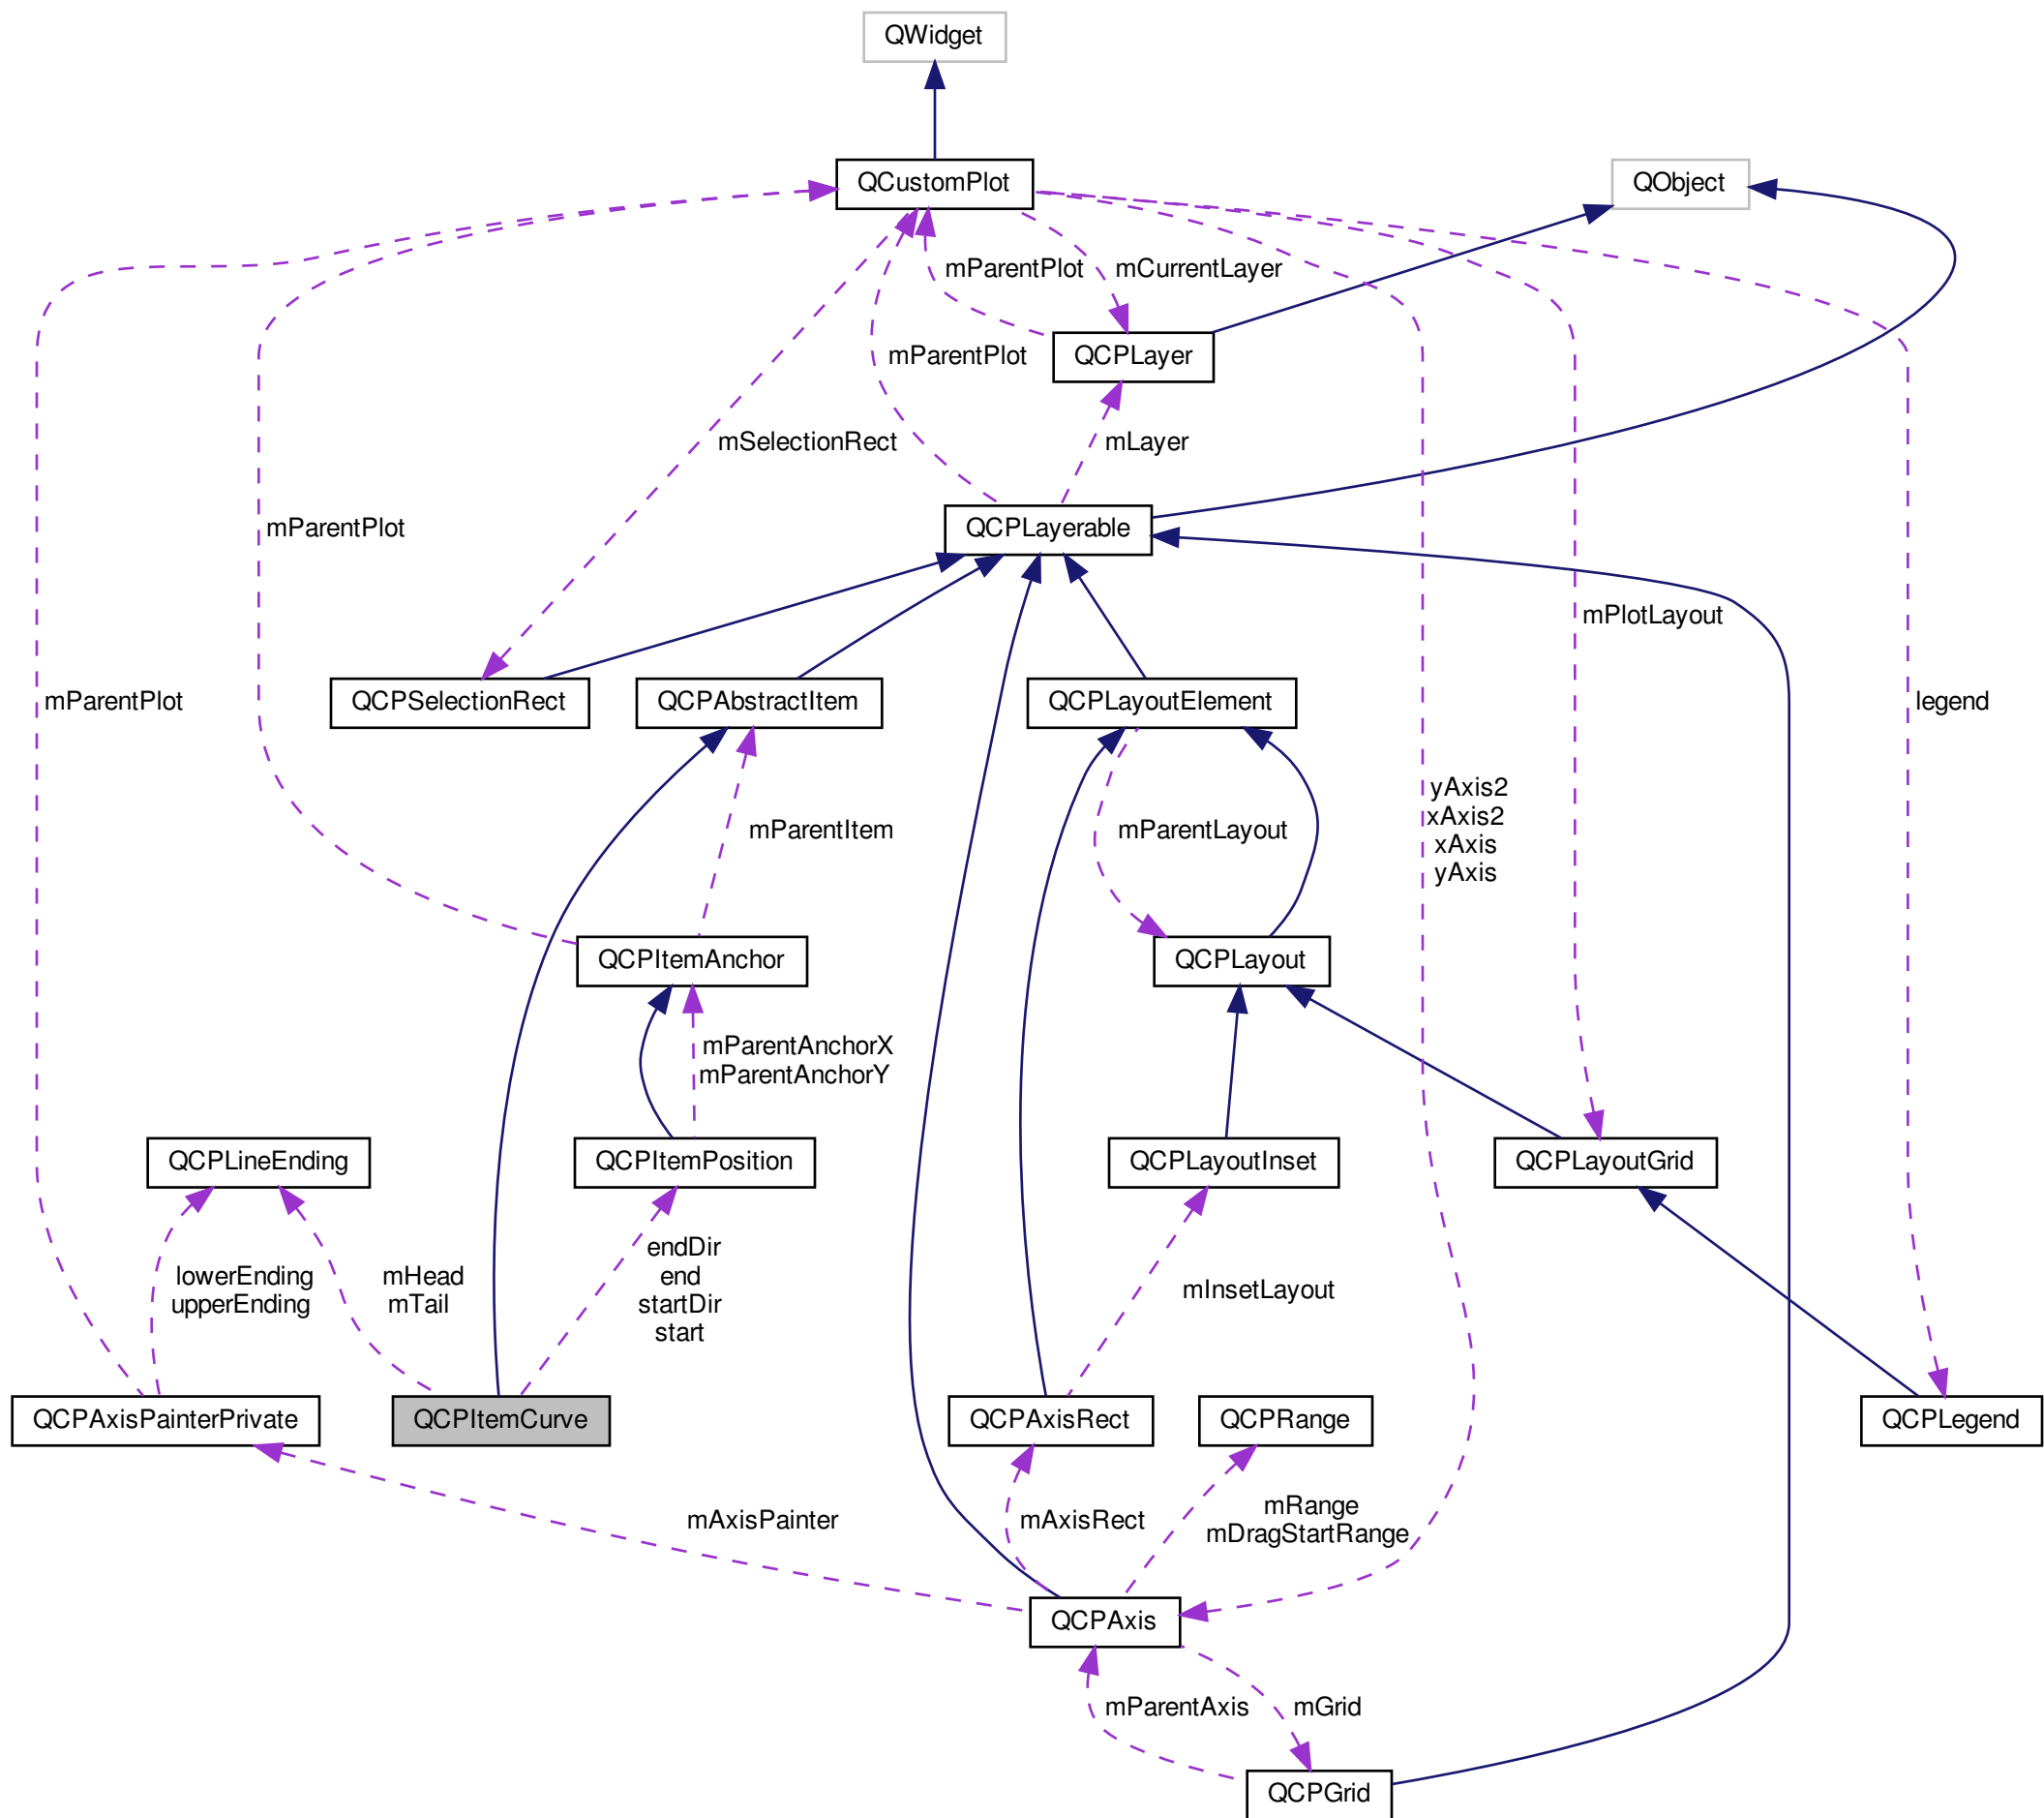 QWidget
QCustomPlot
QObject
mParentPlot
mCurrentLayer
mParentPlot
QCPLayer
mSelectionRect
mLayer
mParentPlot
QCPLayerable
mPlotLayout
mParentPlot
QCPSelectionRect
QCPAbstractItem
QCPLayoutElement
legend
yAxis2
xAxis2
xAxis
yAxis
mParentItem
mParentLayout
QCPItemAnchor
QCPLayout
mParentAnchorX
mParentAnchorY
QCPLineEnding
QCPItemPosition
QCPLayoutInset
QCPLayoutGrid
lowerEnding
upperEnding
mHead
mTail
endDir
end
startDir
start
mInsetLayout
QCPAxisPainterPrivate
QCPItemCurve
QCPAxisRect
QCPRange
QCPLegend
mAxisPainter
mAxisRect
mRange
mDragStartRange
QCPAxis
mParentAxis
mGrid
QCPGrid